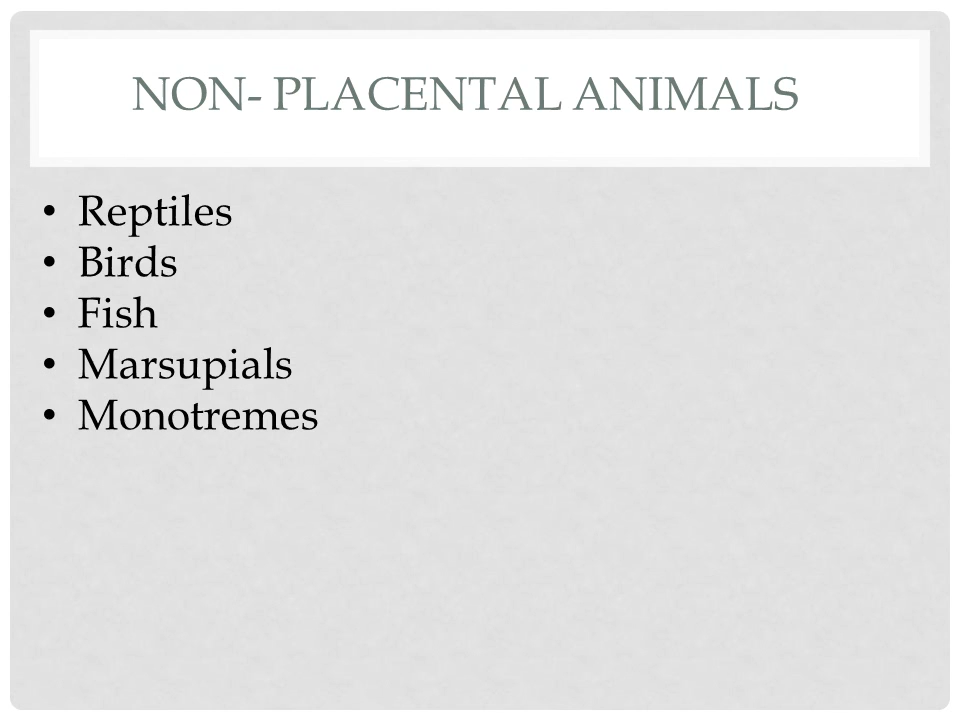 NON- PLACENTAL ANIMALS
• Reptiles
• Birds
• Fish
• Marsupials
• Monotremes